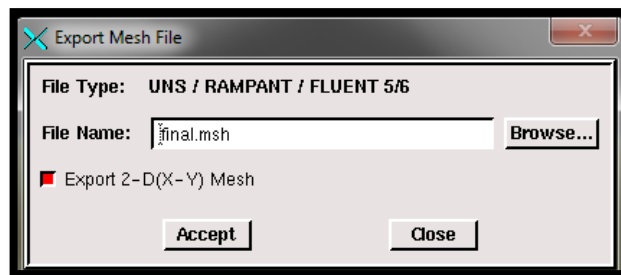 Export Mesh File
File Type: UNS / RAMPANT / FLUENT 5/6
File Name: final.msh Browse...
Export 2-D(X-Y) Mesh
Accept Close